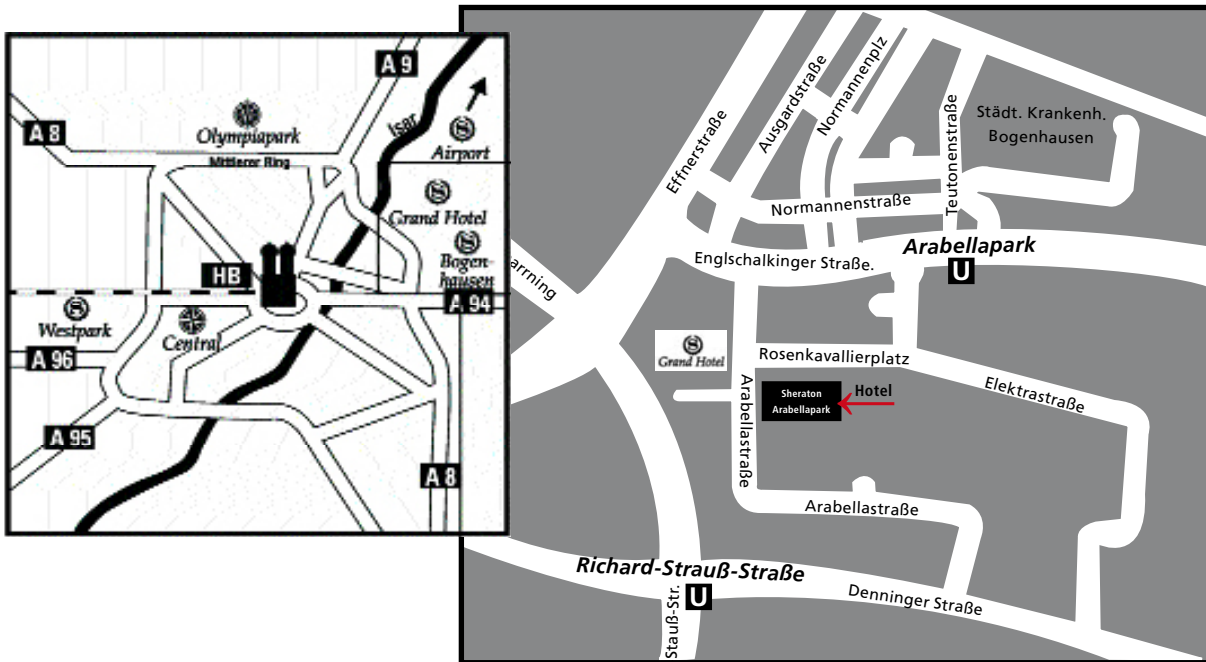 A 9
A 8
Olympiapark
Mittlerer Ring
Isar
S
Airport
S
Grand Hotel
S
Bogen-
hausen
HB
A 94
S
Westpark
Central
A 96
A 95
A 8
Effnerstraße
Ausgardstraße
Normannenplz
Teutonenstraße
Städt. Krankenh.
Bogenhausen
Normannenstraße
Englschalkinger Straße.
Arabellapark
U
arrning
S
Grand Hotel
Rosenkavallierplatz
Elektrastraße
Arabellastraße
Sheraton
Arabellapark
Hotel
Arabellastraße
Richard-Strauß-Straße
U
Stauß-Str.
Denninger Straße